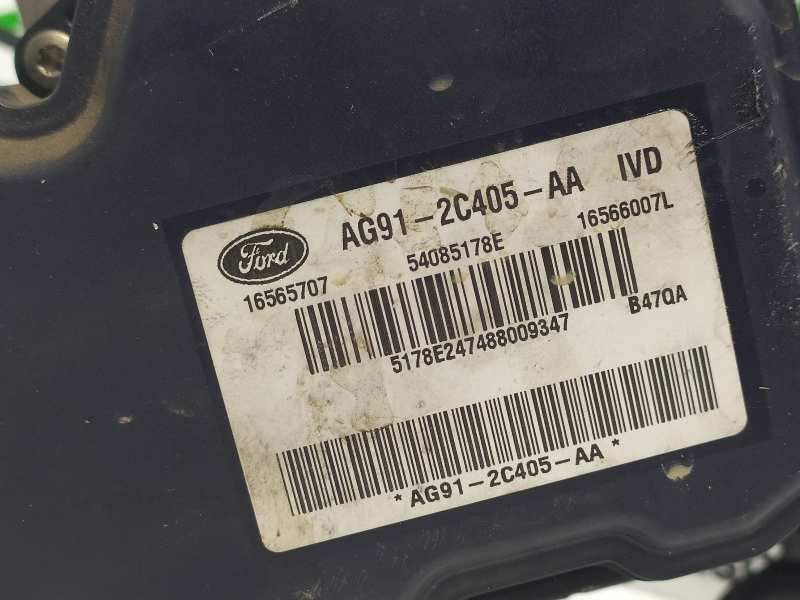 AG91-2C405-AA IVD
Ford
16565707 54085178E 16566007L
5178E247488009347 B47QA
*AG91-2C405-AA*